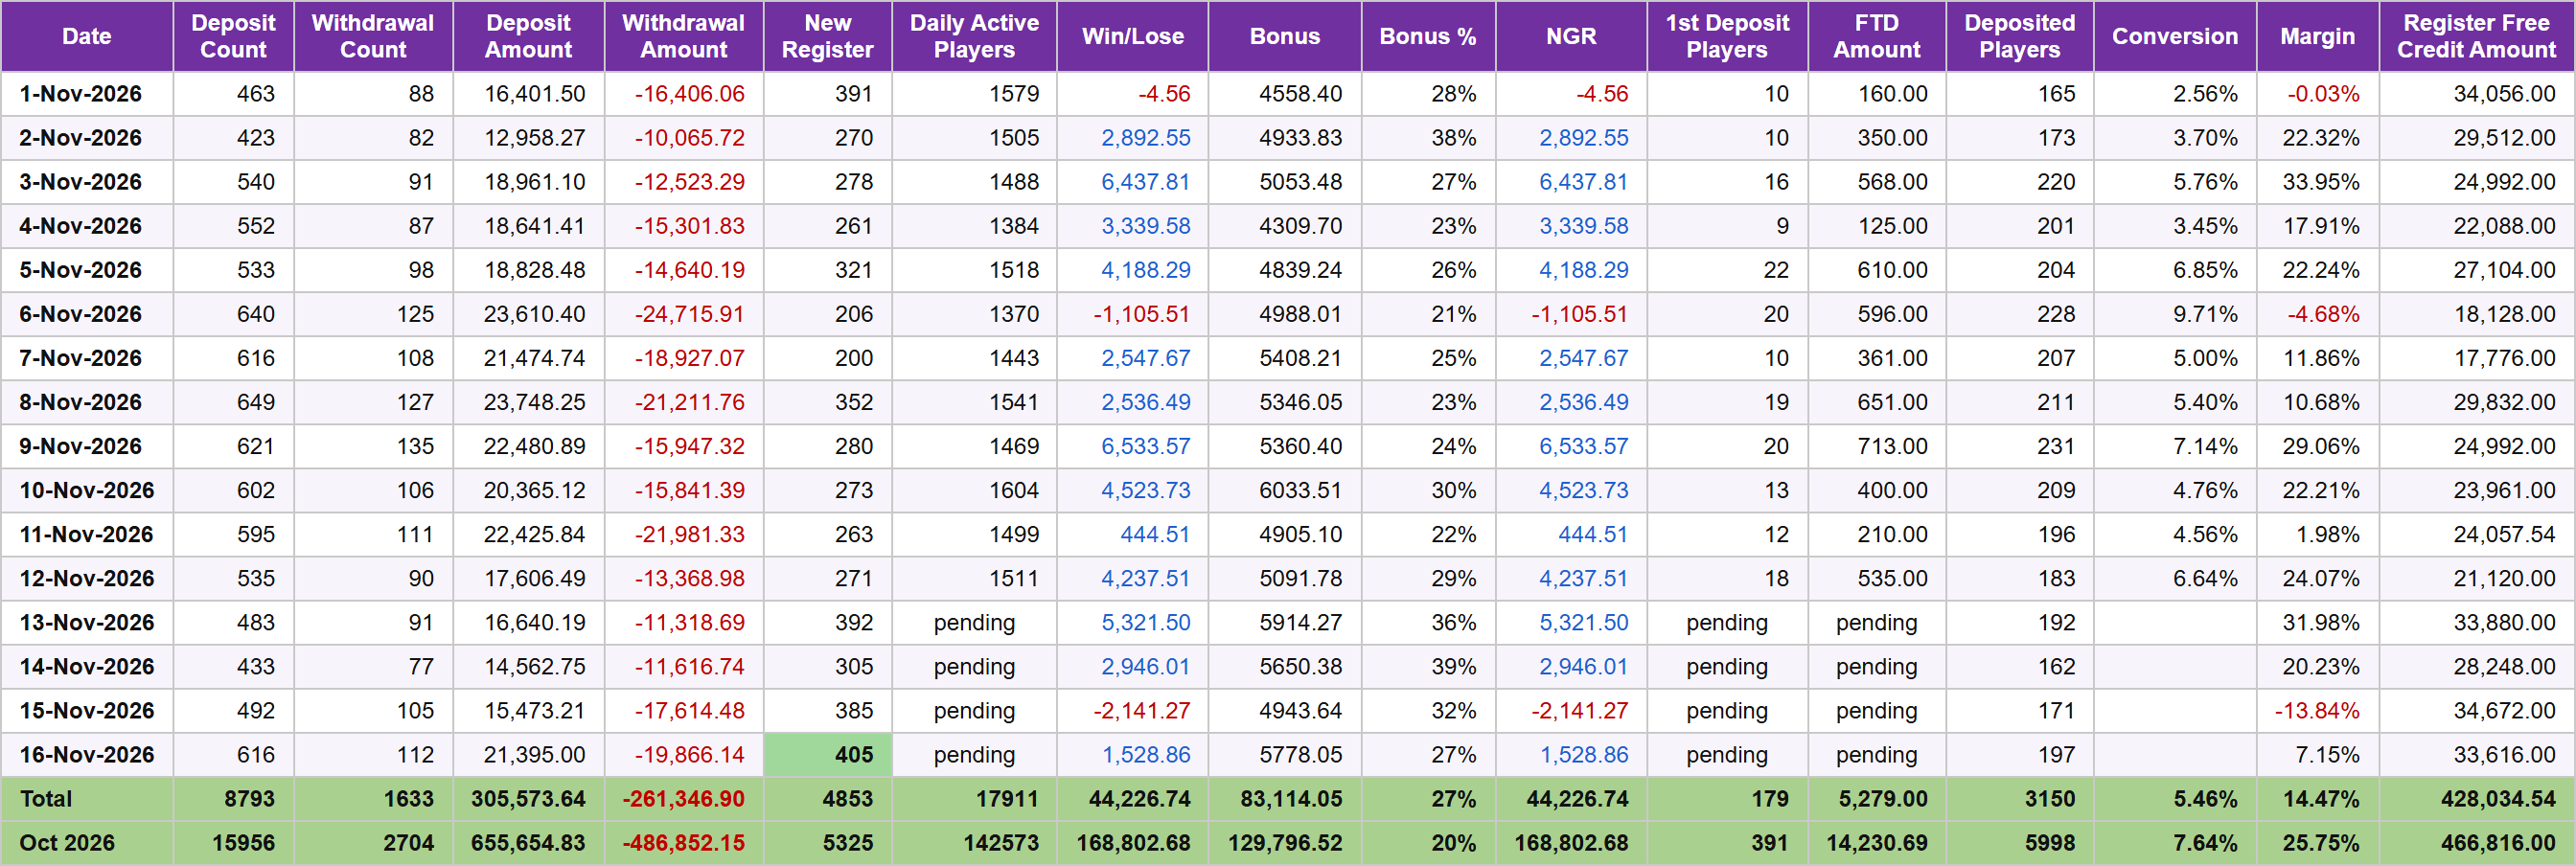 Date Deposit Count Withdrawal Count Deposit Amount Withdrawal Amount New Register Daily Active Players Win/Lose Bonus Bonus % NGR 1st Deposit Players FTD Amount Deposited Players Conversion Margin Register Free Credit Amount
1-Nov-2026 463 88 16,401.50 -16,406.06 391 1579 -4.56 4558.40 28% -4.56 10 160.00 165 2.56% -0.03% 34,056.00
2-Nov-2026 423 82 12,958.27 -10,065.72 270 1505 2,892.55 4933.83 38% 2,892.55 10 350.00 173 3.70% 22.32% 29,512.00
3-Nov-2026 540 91 18,961.10 -12,523.29 278 1488 6,437.81 5053.48 27% 6,437.81 16 568.00 220 5.76% 33.95% 24,992.00
4-Nov-2026 552 87 18,641.41 -15,301.83 261 1384 3,339.58 4309.70 23% 3,339.58 9 125.00 201 3.45% 17.91% 22,088.00
5-Nov-2026 533 98 18,828.48 -14,640.19 321 1518 4,188.29 4839.24 26% 4,188.29 22 610.00 204 6.85% 22.24% 27,104.00
6-Nov-2026 640 125 23,610.40 -24,715.91 206 1370 -1,105.51 4988.01 21% -1,105.51 20 596.00 228 9.71% -4.68% 18,128.00
7-Nov-2026 616 108 21,474.74 -18,927.07 200 1443 2,547.67 5408.21 25% 2,547.67 10 361.00 207 5.00% 11.86% 17,776.00
8-Nov-2026 649 127 23,748.25 -21,211.76 352 1541 2,536.49 5346.05 23% 2,536.49 19 651.00 211 5.40% 10.68% 29,832.00
9-Nov-2026 621 135 22,480.89 -15,947.32 280 1469 6,533.57 5360.40 24% 6,533.57 20 713.00 231 7.14% 29.06% 24,992.00
10-Nov-2026 602 106 20,365.12 -15,841.39 273 1604 4,523.73 6033.51 30% 4,523.73 13 400.00 209 4.76% 22.21% 23,961.00
11-Nov-2026 595 111 22,425.84 -21,981.33 263 1499 444.51 4905.10 22% 444.51 12 210.00 196 4.56% 1.98% 24,057.54
12-Nov-2026 535 90 17,606.49 -13,368.98 271 1511 4,237.51 5091.78 29% 4,237.51 18 535.00 183 6.64% 24.07% 21,120.00
13-Nov-2026 483 91 16,640.19 -11,318.69 392 pending 5,321.50 5914.27 36% 5,321.50 pending pending 192 31.98% 33,880.00
14-Nov-2026 433 77 14,562.75 -11,616.74 305 pending 2,946.01 5650.38 39% 2,946.01 pending pending 162 20.23% 28,248.00
15-Nov-2026 492 105 15,473.21 -17,614.48 385 pending -2,141.27 4943.64 32% -2,141.27 pending pending 171 -13.84% 34,672.00
16-Nov-2026 616 112 21,395.00 -19,866.14 405 pending 1,528.86 5778.05 27% 1,528.86 pending pending 197 7.15% 33,616.00
Total 8793 1633 305,573.64 -261,346.90 4853 17911 44,226.74 83,114.05 27% 44,226.74 179 5,279.00 3150 5.46% 14.47% 428,034.54
Oct 2026 15956 2704 655,654.83 -486,852.15 5325 142573 168,802.68 129,796.52 20% 168,802.68 391 14,230.69 5998 7.64% 25.75% 466,816.00